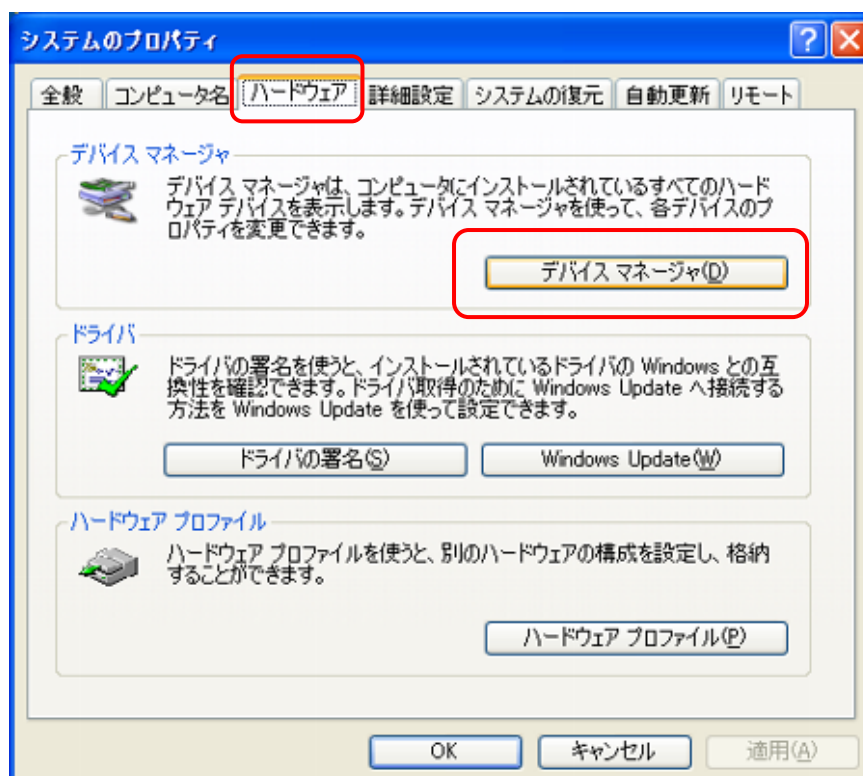 システムのプロパティ
全般 コンピュータ名 ハードウェア 詳細設定 システムの復元 自動更新 リモート
デバイス マネージャ
デバイス マネージャは、コンピュータにインストールされているすべてのハード
ウェア デバイスを表示します。デバイス マネージャを使って、各デバイスのプ
ロパティを変更できます。
デバイス マネージャ(D)
ドライバ
ドライバの署名を使うと、インストールされているドライバの Windows との互
換性を確認できます。ドライバ取得のために Windows Update へ接続する
方法を Windows Update を使って設定できます。
ドライバの署名(S) Windows Update(W)
ハードウェア プロファイル
ハードウェア プロファイルを使うと、別のハードウェアの構成を設定し、格納
することができます。
ハードウェア プロファイル(P)
OK キャンセル 適用(A)